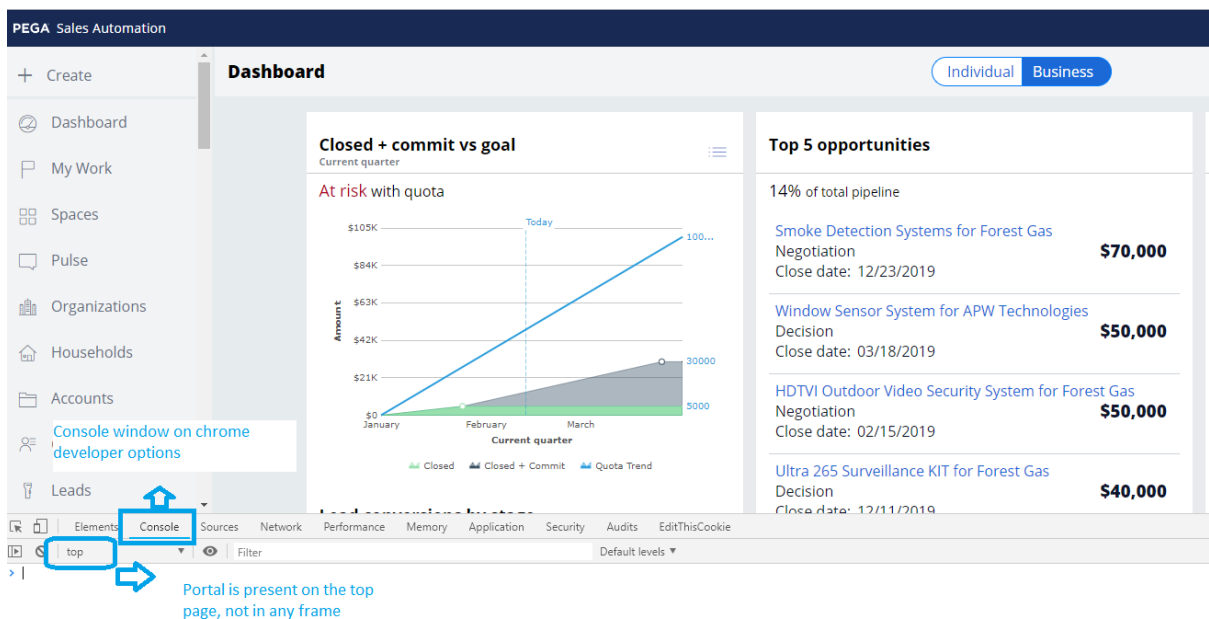 PEGA Sales Automation
Create
Dashboard
My Work
Spaces
Pulse
Organizations
Households
Accounts
Leads
Dashboard
Individual
Business
Closed + commit vs goal
Current quarter
At risk with quota
Today
$105K
$84K
$63K
$42K
$21K
$0
Amount
100...
30000
5000
January
February
March
Current quarter
Closed
Closed + Commit
Quota Trend
Top 5 opportunities
14% of total pipeline
Smoke Detection Systems for Forest Gas
Negotiation
$70,000
Close date: 12/23/2019
Window Sensor System for APW Technologies
Decision
$50,000
Close date: 03/18/2019
HDTVI Outdoor Video Security System for Forest Gas
Negotiation
$50,000
Close date: 02/15/2019
Ultra 265 Surveillance KIT for Forest Gas
Decision
$40,000
Close date: 12/11/2019
Console window on chrome
developer options
Elements
Console
Sources
Network
Performance
Memory
Application
Security
Audits
EditThisCookie
top
Filter
Default levels
Portal is present on the top
page, not in any frame